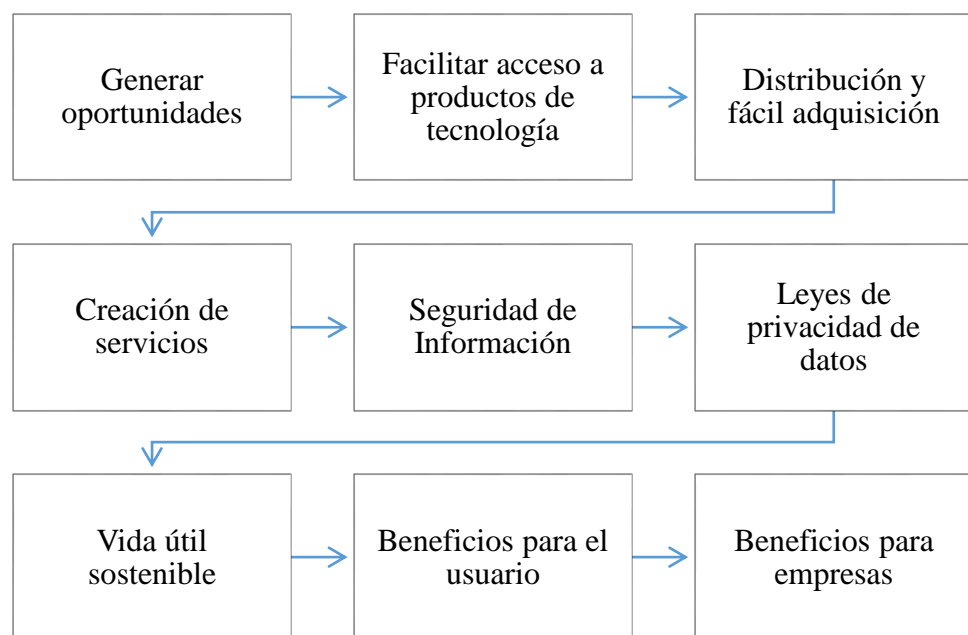 Generar
oportunidades
Facilitar acceso a
productos de
tecnología
Distribución y
fácil adquisición
Creación de
servicios
Seguridad de
Información
Leyes de
privacidad de
datos
Vida útil
sostenible
Beneficios para el
usuario
Beneficios para
empresas